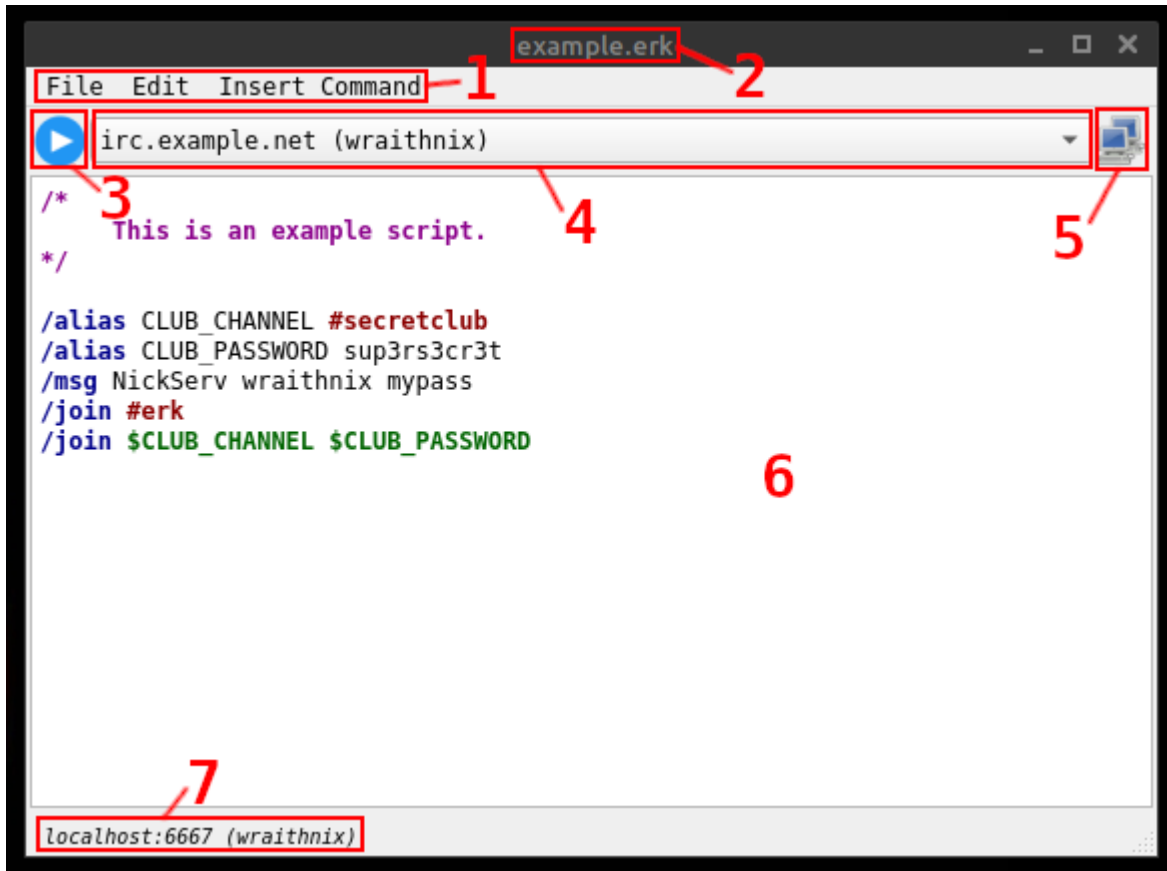 example.erk
2
File Edit Insert Command
1
irc.example.net (wraithnix)
3
4
5
/*
This is an example script.
*/
/alias CLUB_CHANNEL #secretclub
/alias CLUB_PASSWORD sup3rs3cr3t
/msg NickServ wraithnix mypass
/join #erk
/join $CLUB_CHANNEL $CLUB_PASSWORD
6
7
localhost:6667 (wraithnix)